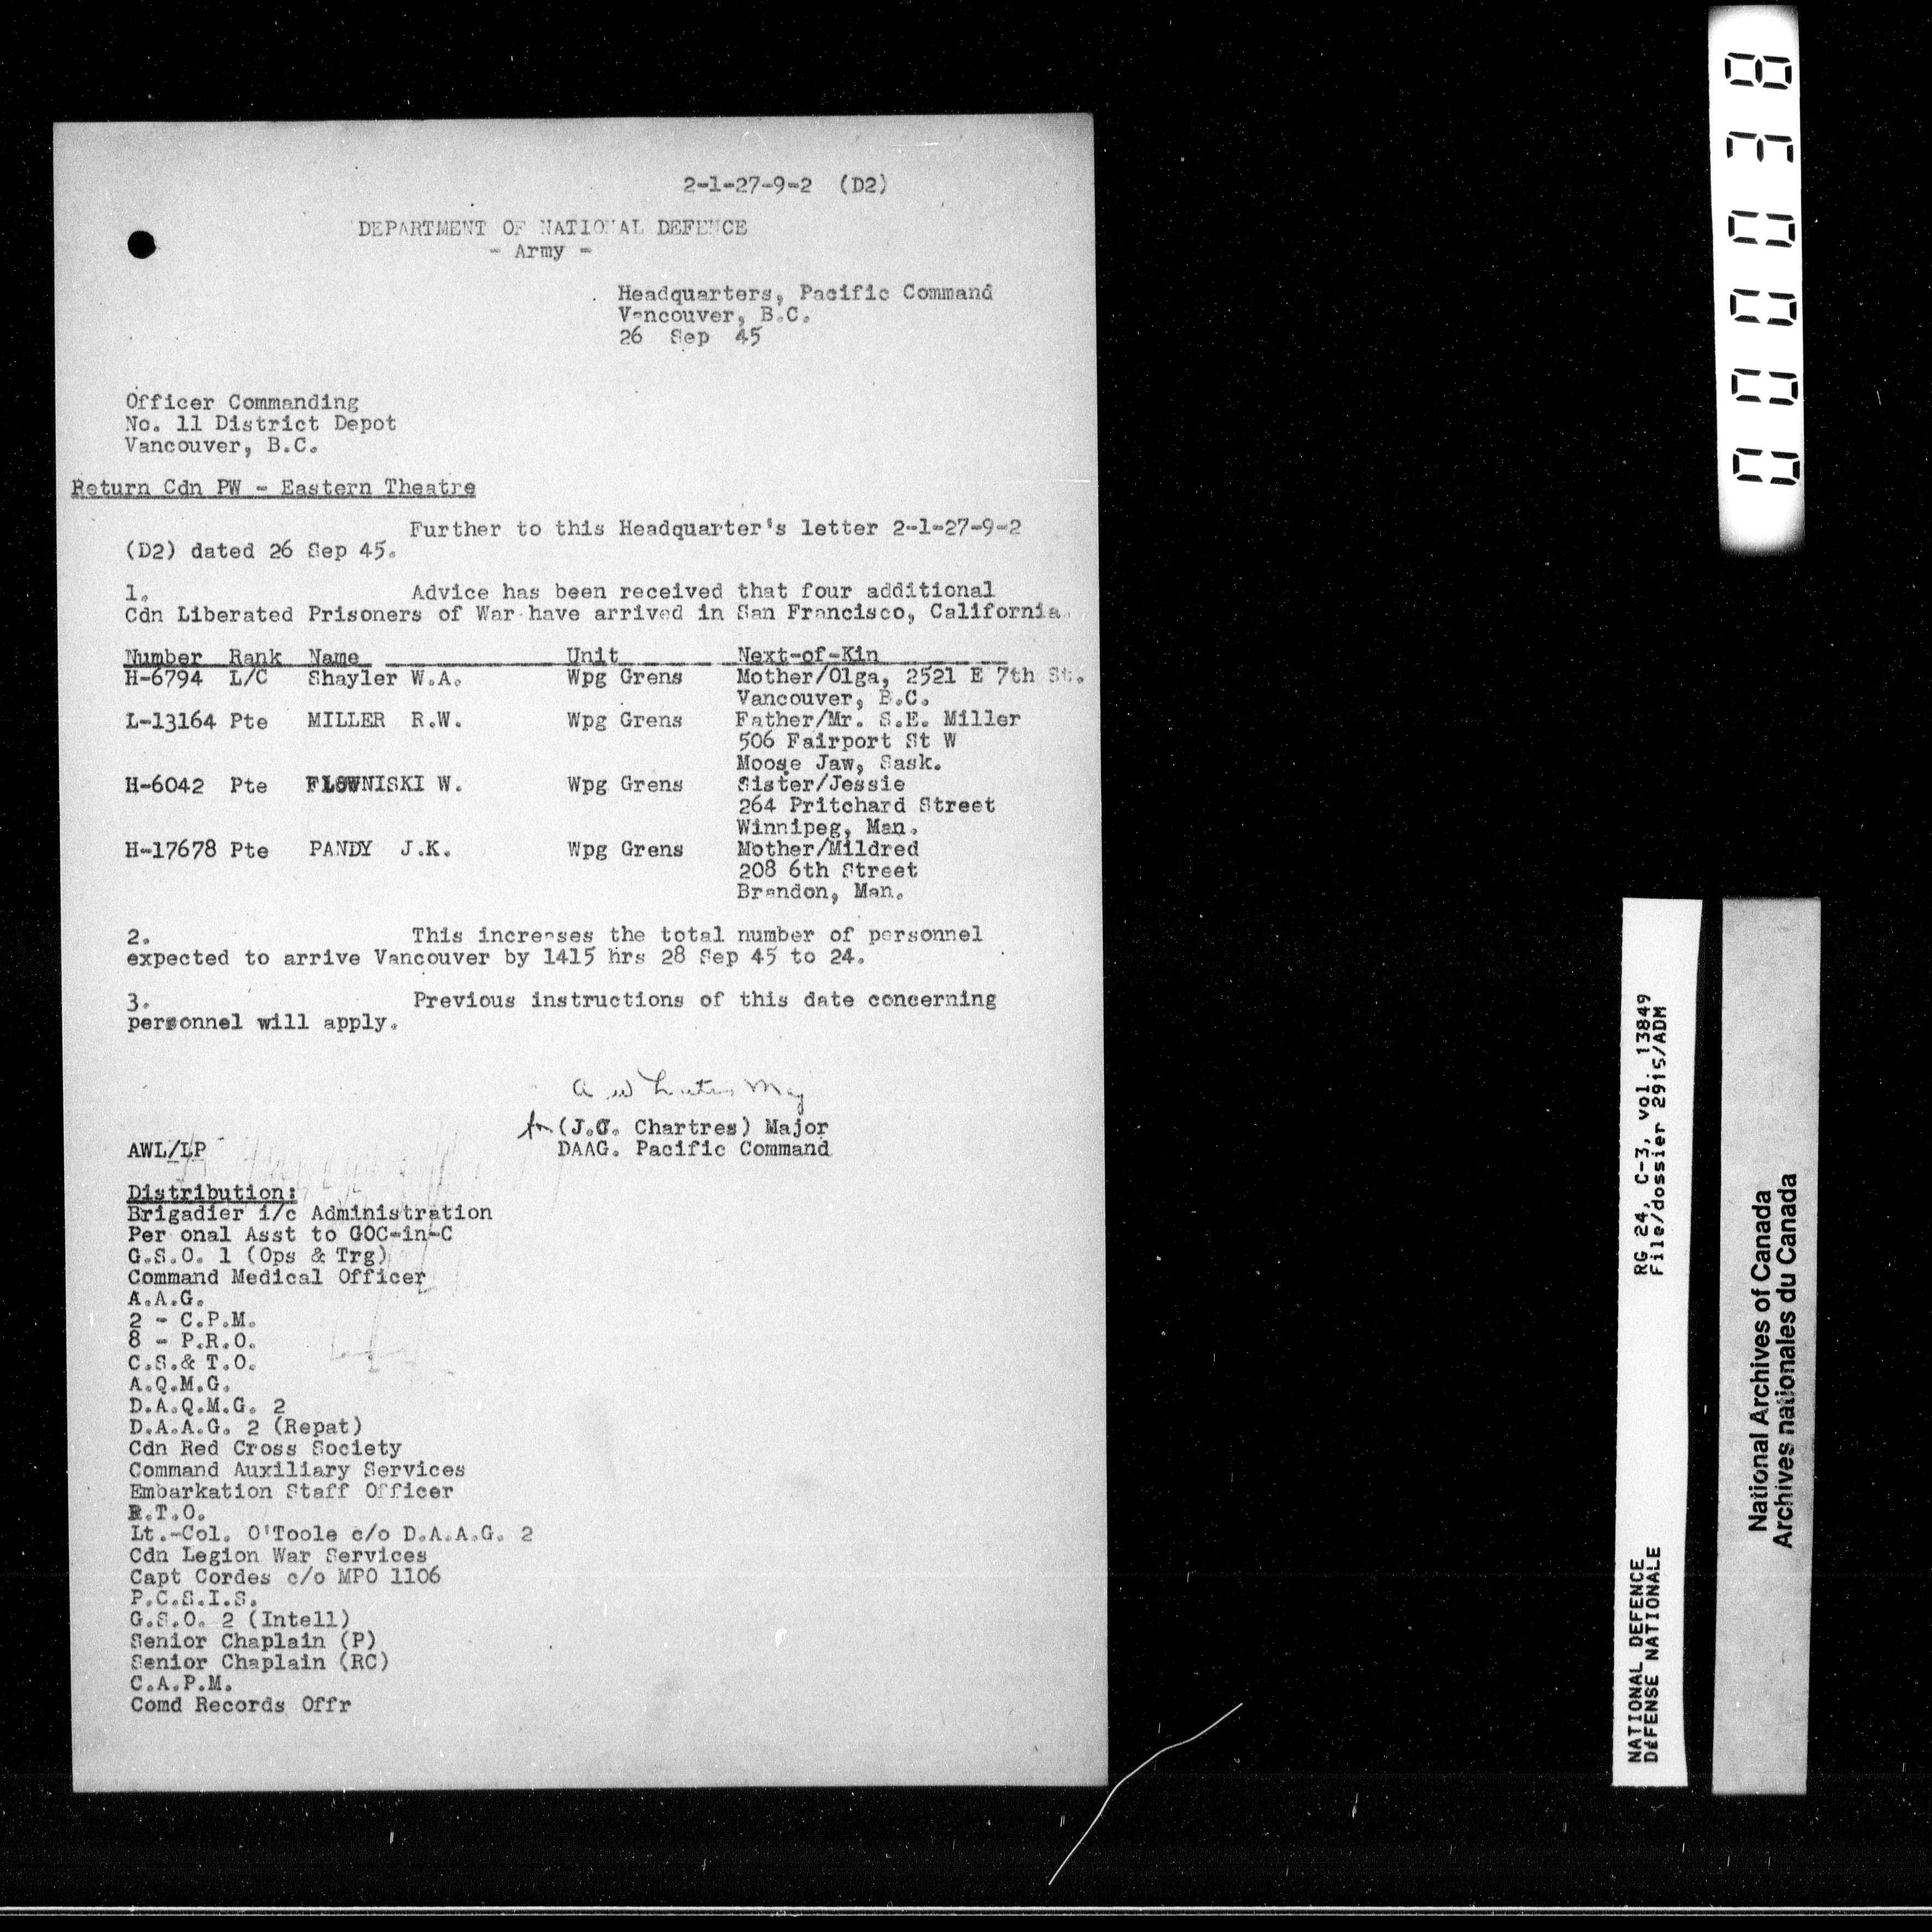 2-1-27-9-2 (D2)
DEPARTMENT OF NATIONAL DEFENCE
- Army -
Headquarters, Pacific Command
Vancouver, B.C.
26 Sep 45
Officer Commanding
No. 11 District Depot
Vancouver, B.C.
Return Cdn PW - Eastern Theatre
Further to this Headquarter's letter 2-1-27-9-2
(D2) dated 26 Sep 45.
1. Advice has been received that four additional
Cdn Liberated Prisoners of War have arrived in San Francisco, California.
Number Rank Name Unit Next-of-Kin
H-6794 L/C Shayler W.A. Wpg Grens Mother/Olga, 2521 E 7th St.
Vancouver, B.C.
L-13164 Pte MILLER R.W. Wpg Grens Father/Mr. S.E. Miller
506 Fairport St W
Moose Jaw, Sask.
H-6042 Pte W. Wpg Grens Sister/Jessie
264 Pritchard Street
Winnipeg, Man.
H-17678 Pte PANDY J.K. Wpg Grens Mother/Mildred
208 6th Street
Brandon, Man.
2. This increases the total number of personnel
expected to arrive Vancouver by 1415 hrs 28 Sep 45 to 24.
3. Previous instructions of this date concerning
personnel will apply.
for (J.C. Chartres) Major
AWL/LP DAAG. Pacific Command
Distribution:
Brigadier i/c Administration
Per onal Asst to GOC-in-C
G.S.O. 1 (Ops & Trg)
Command Medical Officer
A.A.G.
2 - C.P.M.
8 - P.R.O.
C.S.& T.O.
A.Q.M.G.
D.A.Q.M.G. 2
D.A.A.G. 2 (Repat)
Cdn Red Cross Society
Command Auxiliary Services
Embarkation Staff Officer
R.T.O.
Lt.-Col. O'Toole c/o D.A.A.G. 2
Cdn Legion War Services
Capt Cordes c/o MPO 1106
P.C.S.I.S.
G.S.O. 2 (Intell)
Senior Chaplain (P)
Senior Chaplain (RC)
C.A.P.M.
Comd Records Offr
000038
NATIONAL DEFENCE RG 24, C-3, vol. 13849
DÉFENSE NATIONALE File/dossier 2915/ADM
National Archives of Canada
Archives nationales du Canada